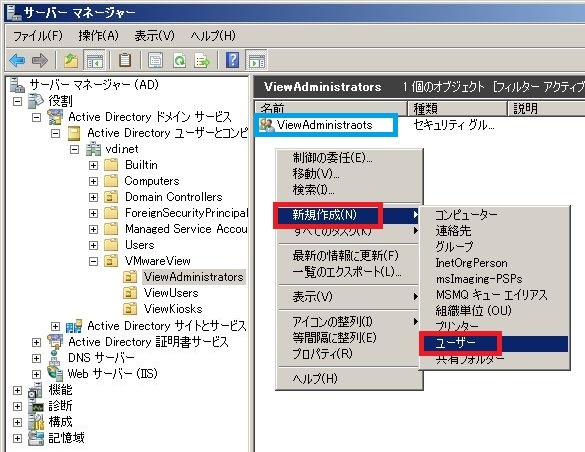 サーバー マネージャー
ファイル(F) 操作(A) 表示(V) ヘルプ(H)
サーバー マネージャー (AD)
役割
Active Directory ドメイン サービス
Active Directory ユーザーとコンピ
vdi.net
Builtin
Computers
Domain Controllers
ForeignSecurityPrincipal
Managed Service Accou
Users
VMwareView
ViewAdministrators
ViewUsers
ViewKiosks
Active Directory サイトとサービス
Active Directory 証明書サービス
DNS サーバー
Web サーバー (IIS)
機能
診断
構成
記憶域
ViewAdministrators 1 個のオブジェクト [フィルター アクティブ
名前 種類 説明
ViewAdministraots セキュリティ グル...
制御の委任(E)...
移動(V)...
検索(I)...
新規作成(N)
すべてのタスク(K)
最新の情報に更新(F)
一覧のエクスポート(L)...
表示(V)
アイコンの整列(I)
等間隔に整列(E)
プロパティ(R)
ヘルプ(H)
コンピューター
連絡先
グループ
InetOrgPerson
msImaging-PSPs
MSMQ キュー エイリアス
組織単位 (OU)
プリンター
ユーザー
共有フォルダー